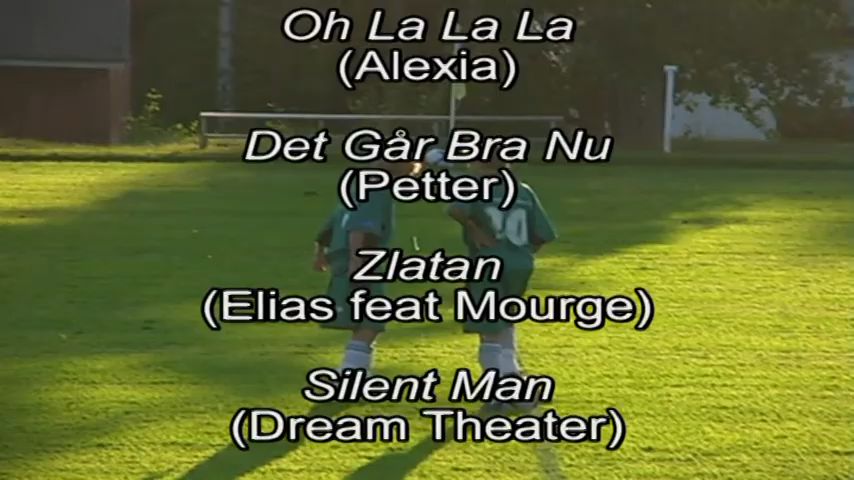 Oh La La La
(Alexia)
Det Går Bra Nu
(Petter)
Zlatan
(Elias feat Mourge)
Silent Man
(Dream Theater)